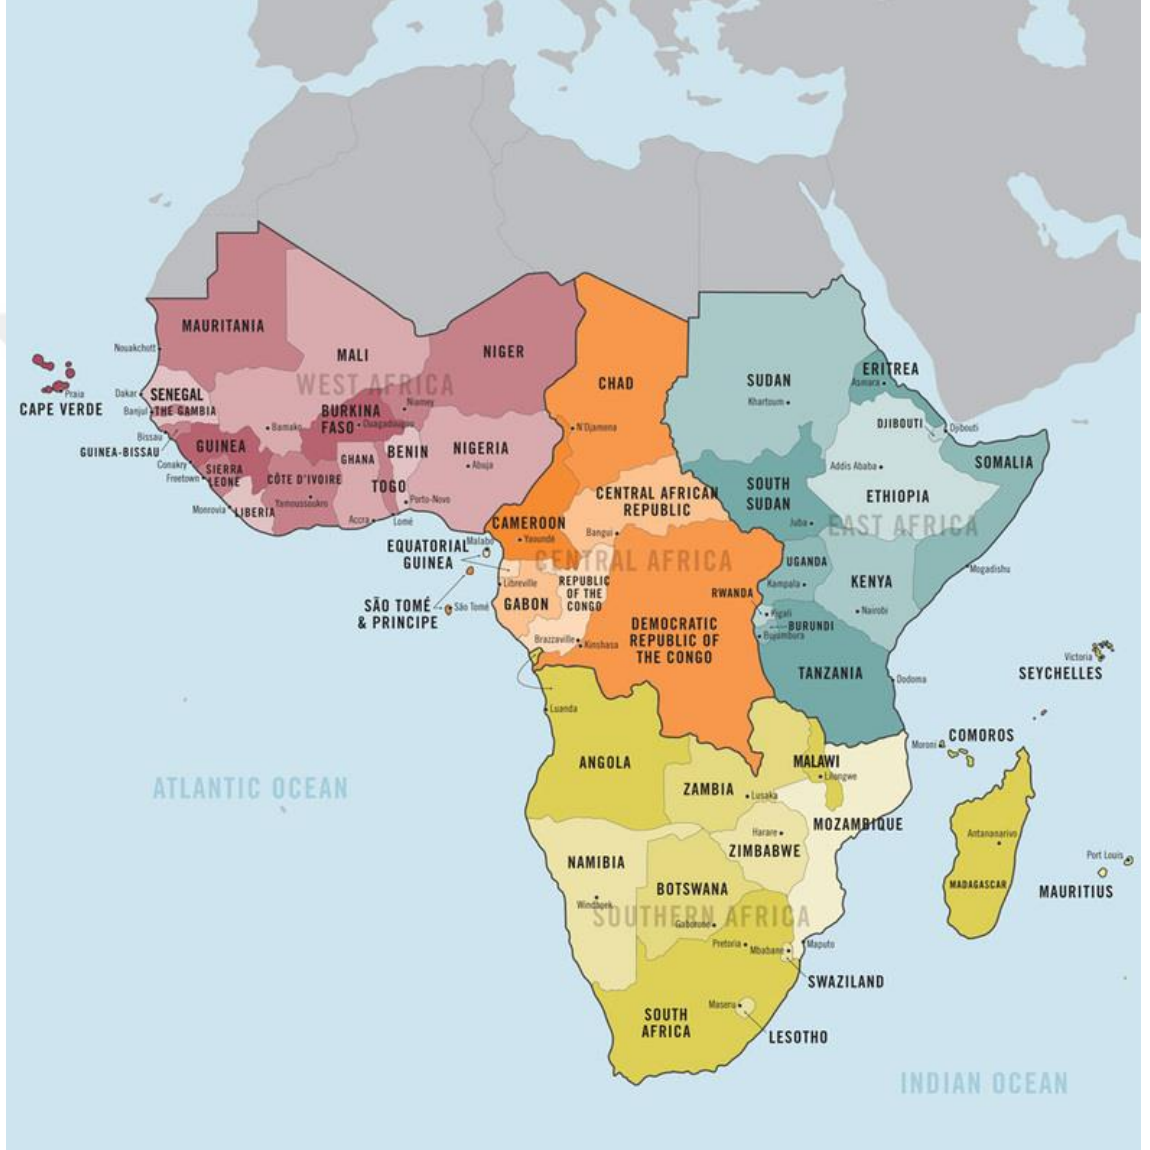 MAURITANIA
Nouakchott
MALI
NIGER
WEST AFRICA
CHAD
SUDAN
Khartoum
ERITREA
Asmara
Praia
CAPE VERDE
Dakar
SENEGAL
Banjul
THE GAMBIA
BURKINA
FASO
Ouagadougou
Niamey
Bamako
N'Djamena
DJIBOUTI
Djibouti
Bissau
GUINEA-BISSAU
GUINEA
Conakry
SIERRA
LEONE
Freetown
CÔTE D'IVOIRE
Yamoussoukro
GHANA
BENIN
NIGERIA
Abuja
TOGO
Porto-Novo
Monrovia
LIBERIA
Accra
Lomé
SOMALIA
Addis Ababa
ETHIOPIA
SOUTH
SUDAN
Juba
EAST AFRICA
CENTRAL AFRICAN
REPUBLIC
Bangui
CAMEROON
Yaoundé
CENTRAL AFRICA
EQUATORIAL
GUINEA
Malabo
Libreville
GABON
REPUBLIC
OF THE
CONGO
SÃO TOMÉ
& PRINCIPE
São Tomé
Brazzaville
Kinshasa
DEMOCRATIC
REPUBLIC OF
THE CONGO
UGANDA
Kampala
KENYA
Nairobi
Mogadishu
RWANDA
Kigali
BURUNDI
Bujumbura
TANZANIA
Dodoma
Victoria
SEYCHELLES
Luanda
ANGOLA
ZAMBIA
Lusaka
MALAWI
Lilongwe
Moroni
COMOROS
ATLANTIC OCEAN
MOZAMBIQUE
Harare
ZIMBABWE
NAMIBIA
Windhoek
BOTSWANA
Gaborone
SOUTHERN AFRICA
Antananarivo
MADAGASCAR
Port Louis
MAURITIUS
Pretoria
Mbabane
Maputo
SWAZILAND
SOUTH
AFRICA
Maseru
LESOTHO
INDIAN OCEAN